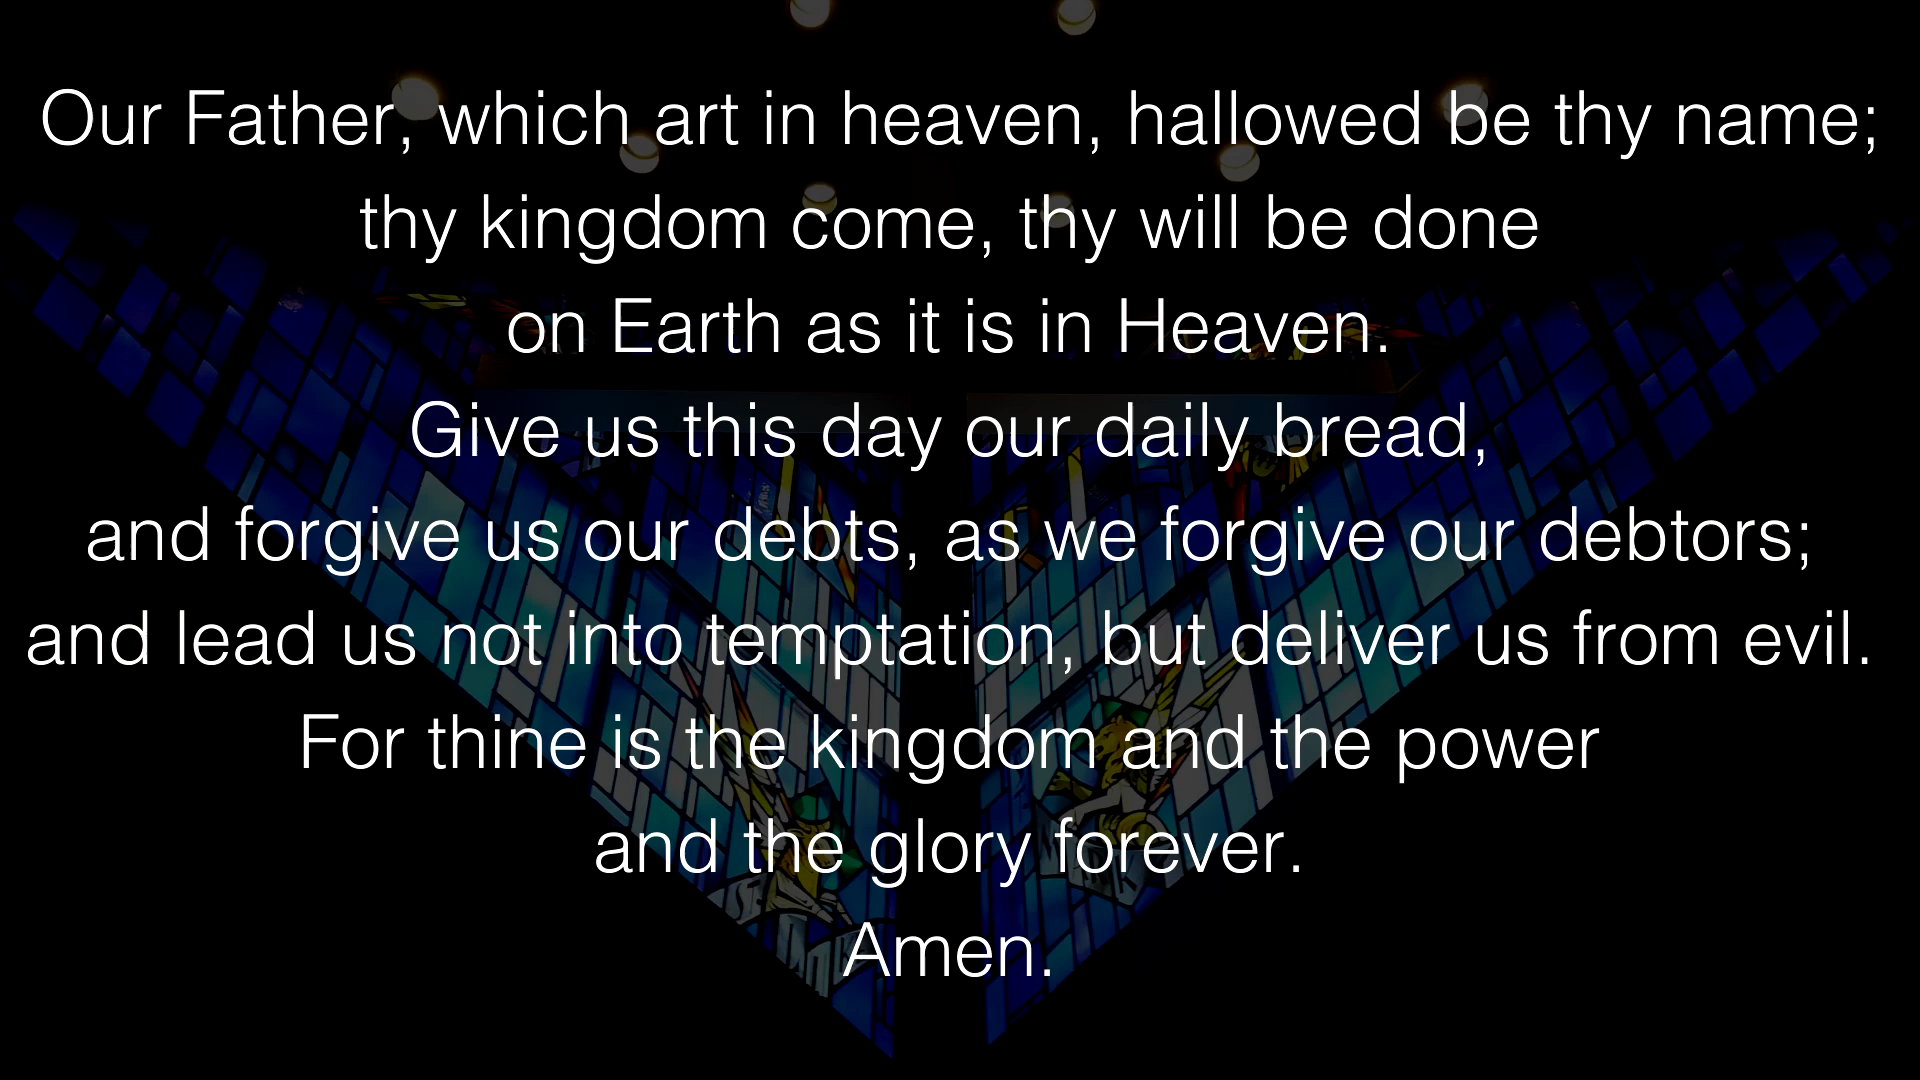 Our Father, which art in heaven, hallowed be thy name;
thy kingdom come, thy will be done
on Earth as it is in Heaven.
Give us this day our daily bread,
and forgive us our debts, as we forgive our debtors;
and lead us not into temptation, but deliver us from evil.
For thine is the kingdom and the power
and the glory forever.
Amen.